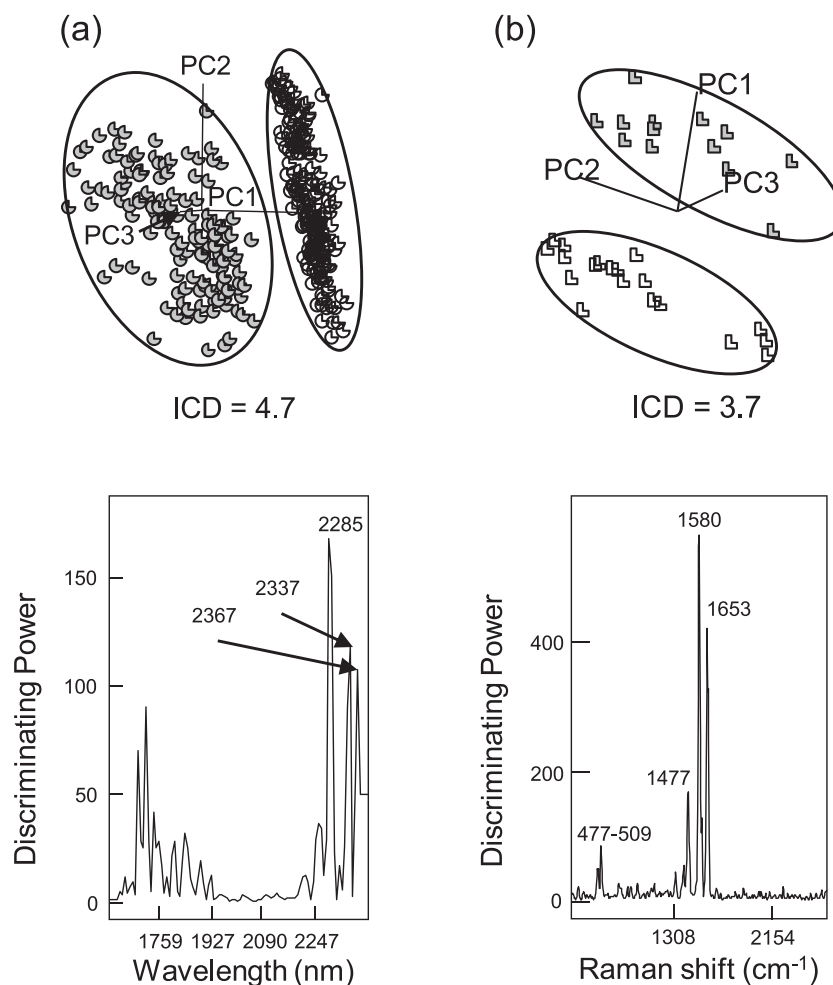 (a)
PC2
PC1
PC3
ICD = 4.7
(b)
PC1
PC2
PC3
ICD = 3.7
Discriminating Power
150
100
50
0
2285
2337
2367
1759 1927 2090 2247
Wavelength (nm)
Discriminating Power
400
200
0
1580
1653
1477
477-509
1308 2154
Raman shift (cm⁻¹)